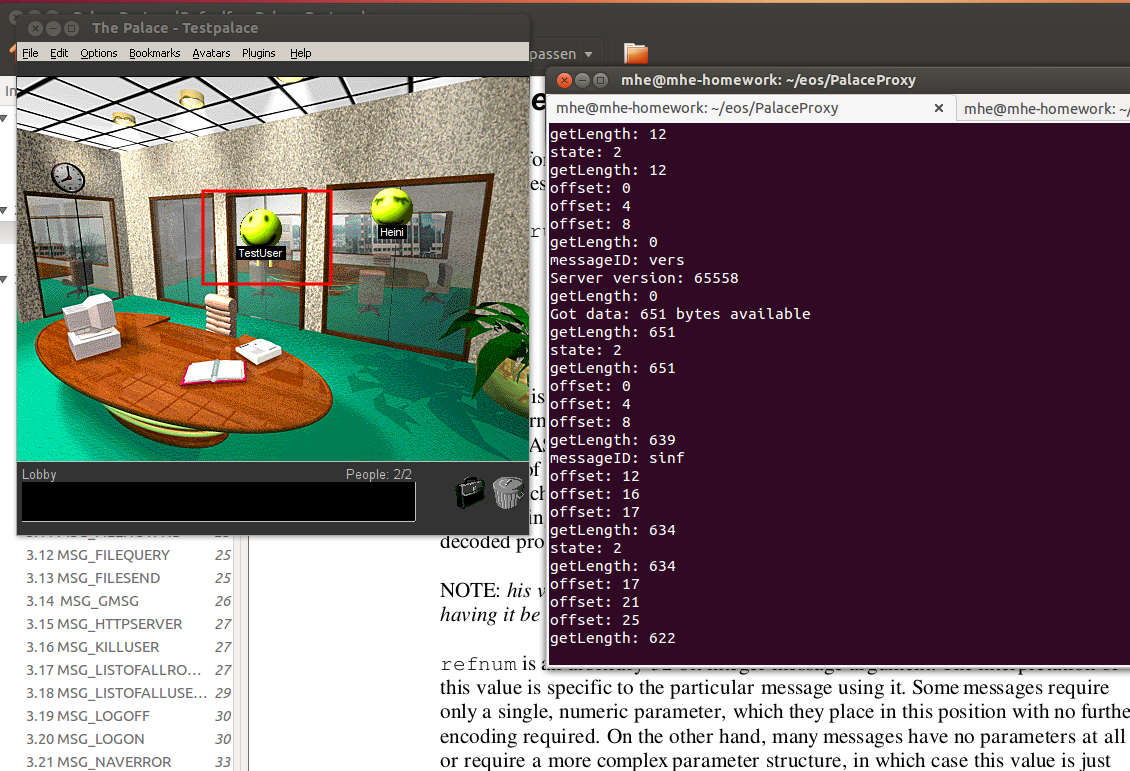 The Palace - Testpalace
File Edit Options Bookmarks Avatars Plugins Help
TestUser
Heini
Lobby
People: 2/2
passen
mhe@mhe-homework: ~/eos/PalaceProxy
mhe@mhe-homework: ~/eos/PalaceProxy
mhe@mhe-homework: ~/
getLength: 12
state: 2
getLength: 12
offset: 0
offset: 4
offset: 8
getLength: 0
messageID: vers
Server version: 65558
getLength: 0
Got data: 651 bytes available
getLength: 651
state: 2
getLength: 651
offset: 0
offset: 4
offset: 8
getLength: 639
messageID: sinf
offset: 12
offset: 16
offset: 17
getLength: 634
state: 2
getLength: 634
offset: 17
offset: 21
offset: 25
getLength: 622
3.12 MSG_FILEQUERY 25
3.13 MSG_FILESEND 25
3.14 MSG_GMSG 26
3.15 MSG_HTTPSERVER 27
3.16 MSG_KILLUSER 27
3.17 MSG_LISTOFALLRO... 27
3.18 MSG_LISTOFALLUSE... 29
3.19 MSG_LOGOFF 30
3.20 MSG_LOGON 30
3.21 MSG_NAVERROR 33
decoded pro
NOTE: his v
having it be
refnum is a
this value is specific to the particular message using it. Some messages require
only a single, numeric parameter, which they place in this position with no furthe
encoding required. On the other hand, many messages have no parameters at all
or require a more complex parameter structure, in which case this value is just